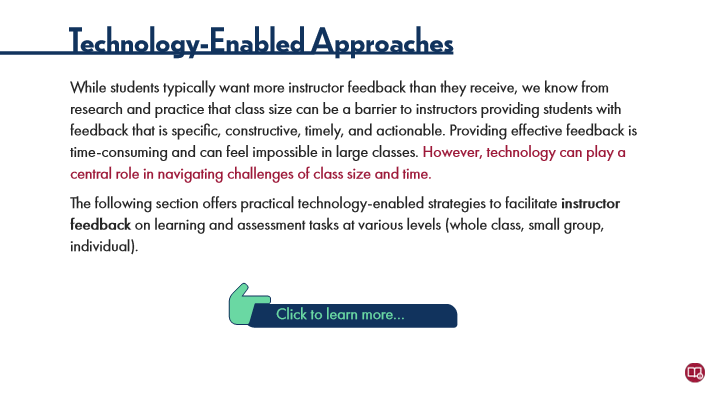 Technology-Enabled Approaches
While students typically want more instructor feedback than they receive, we know from
research and practice that class size can be a barrier to instructors providing students with
feedback that is specific, constructive, timely, and actionable. Providing effective feedback is
time-consuming and can feel impossible in large classes. However, technology can play a
central role in navigating challenges of class size and time.
The following section offers practical technology-enabled strategies to facilitate instructor
feedback on learning and assessment tasks at various levels (whole class, small group,
individual).
Click to learn more...